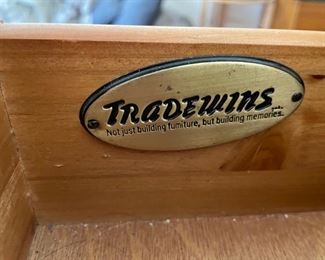 TRADEWINS
Not just building furniture, but building memories.